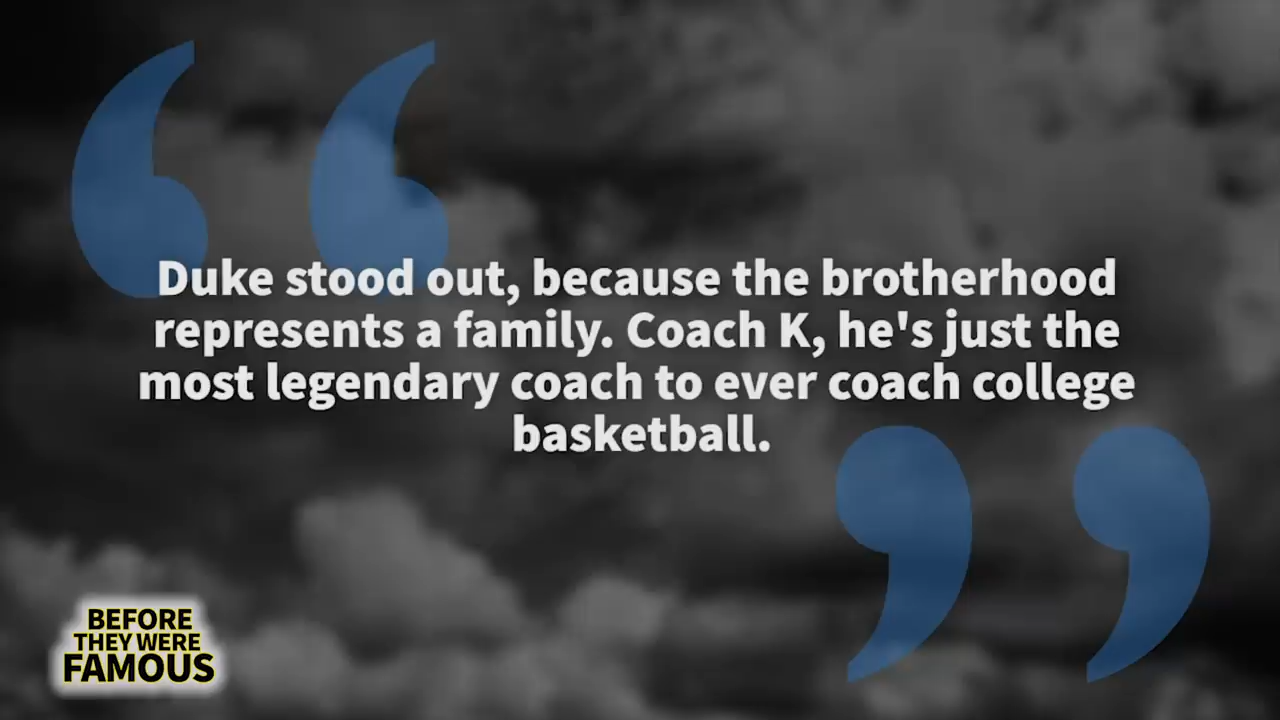 Duke stood out, because the brotherhood
represents a family. Coach K, he's just the
most legendary coach to ever coach college
basketball.
BEFORE
THEY WERE
FAMOUS